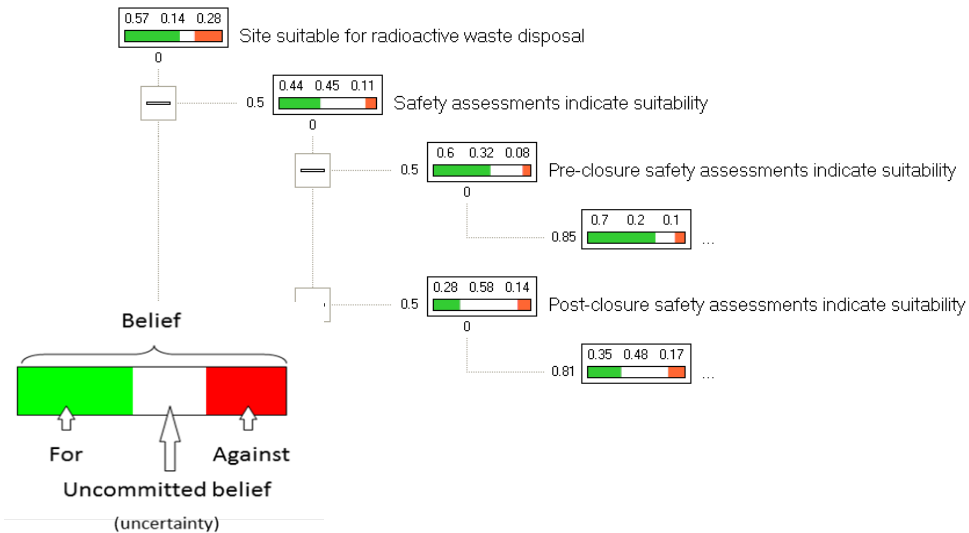 0.57 0.14 0.28
Site suitable for radioactive waste disposal
0
0.5
0.44 0.45 0.11
Safety assessments indicate suitability
0
0.5
0.6 0.32 0.08
Pre-closure safety assessments indicate suitability
0
0.85
0.7 0.2 0.1
...
0.5
0.28 0.58 0.14
Post-closure safety assessments indicate suitability
0
0.81
0.35 0.48 0.17
...
Belief
For
Against
Uncommitted belief
(uncertainty)